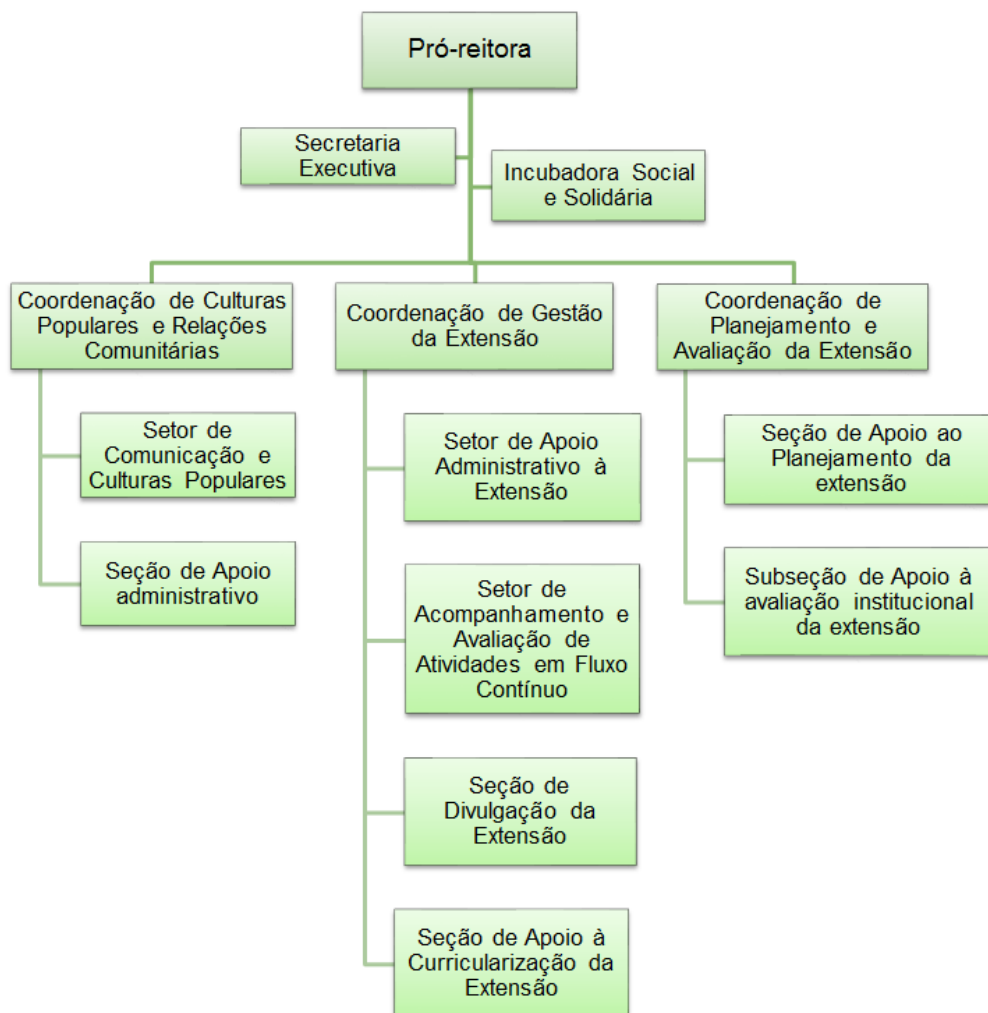 Pró-reitora
Secretaria
Executiva
Incubadora Social
e Solidária
Coordenação de Culturas
Populares e Relações
Comunitárias
Setor de
Comunicação e
Culturas Populares
Seção de Apoio
administrativo
Coordenação de Gestão
da Extensão
Setor de Apoio
Administrativo à
Extensão
Setor de
Acompanhamento e
Avaliação de
Atividades em Fluxo
Contínuo
Seção de
Divulgação da
Extensão
Seção de Apoio à
Curricularização da
Extensão
Coordenação de
Planejamento e
Avaliação da Extensão
Seção de Apoio ao
Planejamento da
extensão
Subseção de Apoio à
avaliação institucional
da extensão